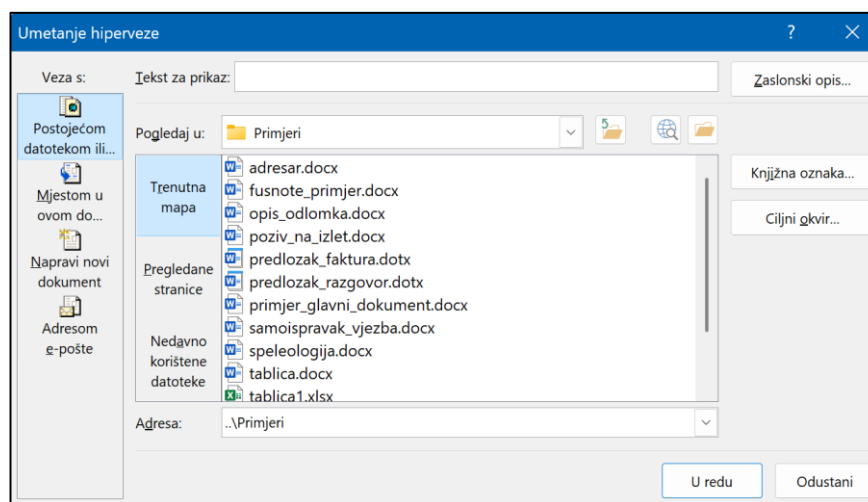 Umetanje hiperveze
Veza s:
Tekst za prikaz:
Zaslonski opis...
Postojećom
datotekom ili...
Mjestom u
ovom do...
Napravi novi
dokument
Adresom
e-pošte
Pogledaj u:
Primjeri
Trenutna
mapa
Pregledane
stranice
Nedavno
korištene
datoteke
adresar.docx
fusnote_primjer.docx
opis_odlomka.docx
poziv_na_izlet.docx
predlozak_faktura.dotx
predlozak_razgovor.dotx
primjer_glavni_dokument.docx
samoispravak_vjezba.docx
speleologija.docx
tablica.docx
tablica1.xlsx
Knjižna oznaka...
Ciljni okvir...
Adresa:
..\Primjeri
U redu
Odustani